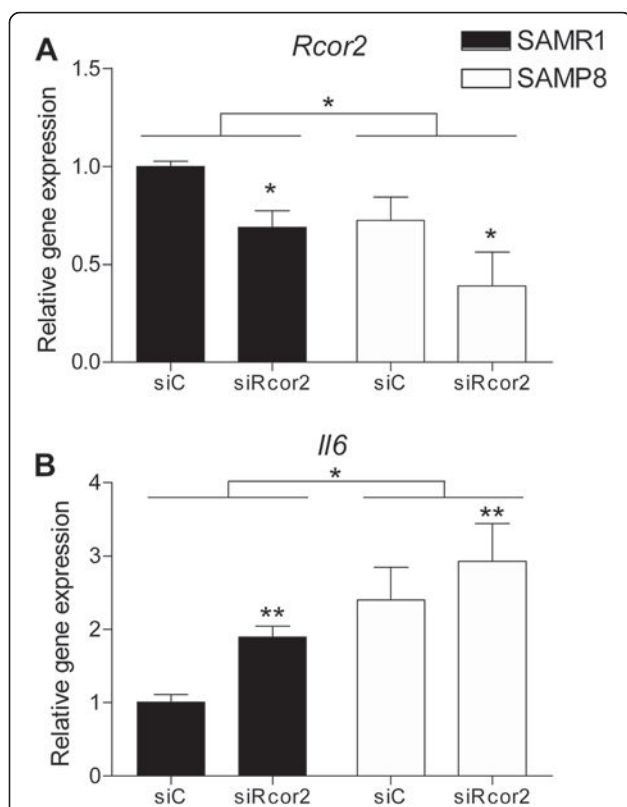 A
Rcor2
SAMR1
SAMP8
Relative gene expression
1.5
1.0
0.5
0.0
*
*
*
siC
siRcor2
siC
siRcor2
B
Il6
Relative gene expression
4
3
2
1
0
*
**
**
siC
siRcor2
siC
siRcor2